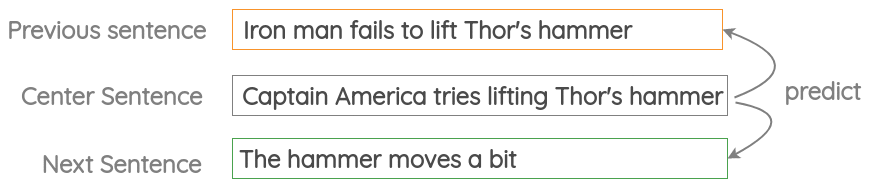 Previous sentence Iron man fails to lift Thor's hammer
Center Sentence Captain America tries lifting Thor's hammer
predict
Next Sentence The hammer moves a bit